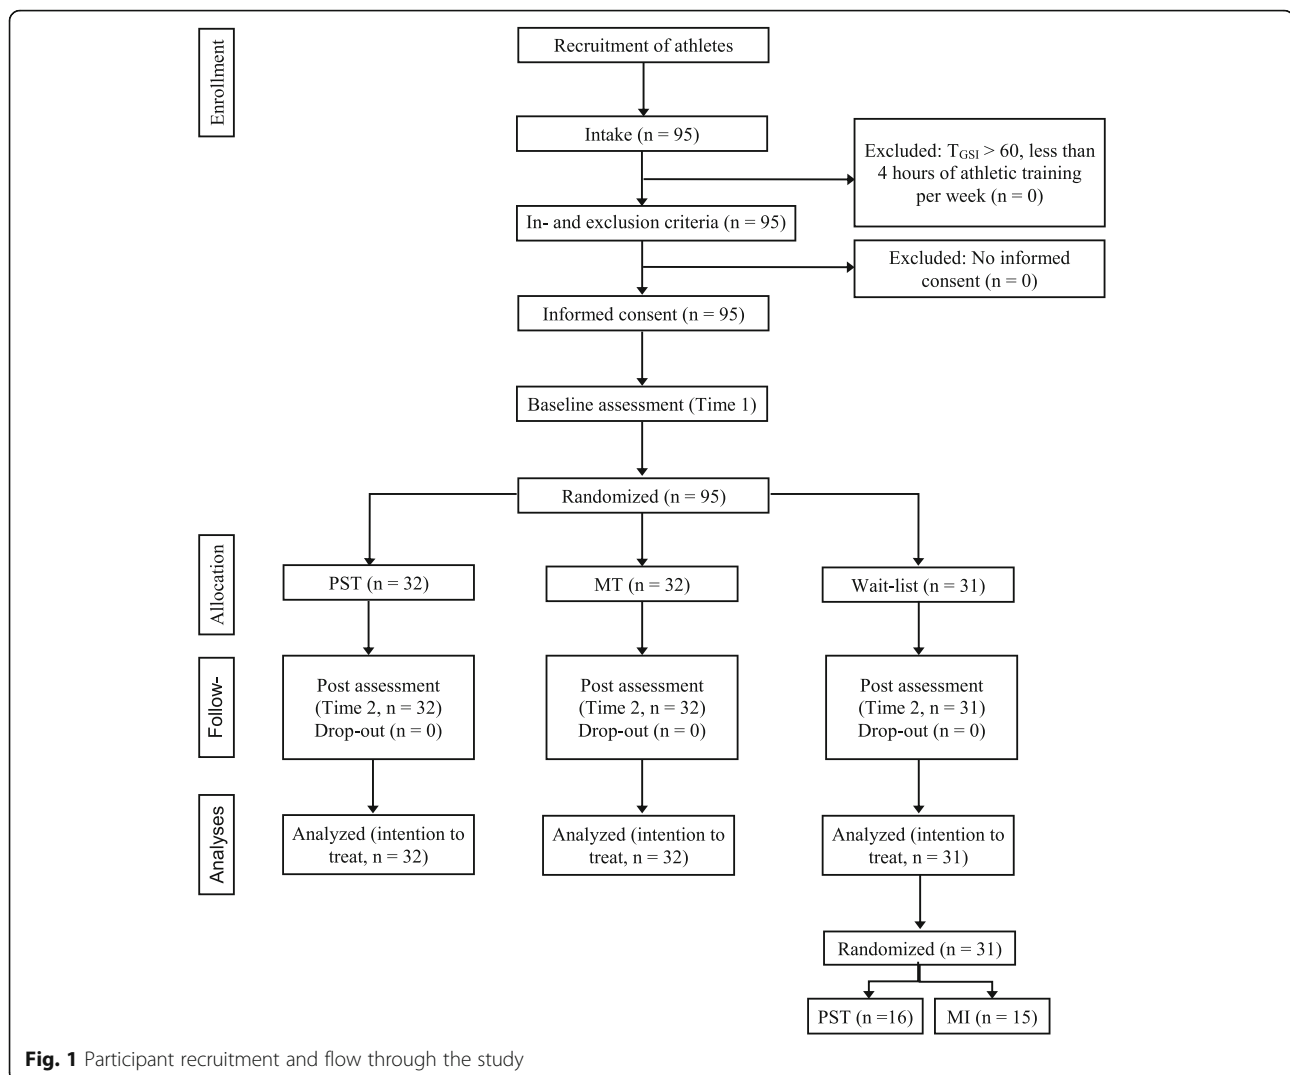 Enrollment
Recruitment of athletes
Intake (n = 95)
Excluded: TGSI > 60, less than
4 hours of athletic training
per week (n = 0)
In- and exclusion criteria (n = 95)
Excluded: No informed
consent (n = 0)
Informed consent (n = 95)
Baseline assessment (Time 1)
Randomized (n = 95)
Allocation
PST (n = 32)
MT (n = 32)
Wait-list (n = 31)
Follow-
Post assessment
(Time 2, n = 32)
Drop-out (n = 0)
Post assessment
(Time 2, n = 32)
Drop-out (n = 0)
Post assessment
(Time 2, n = 31)
Drop-out (n = 0)
Analyses
Analyzed (intention to
treat, n = 32)
Analyzed (intention to
treat, n = 32)
Analyzed (intention to
treat, n = 31)
Randomized (n = 31)
PST (n =16)
MI (n = 15)
Fig. 1 Participant recruitment and flow through the study